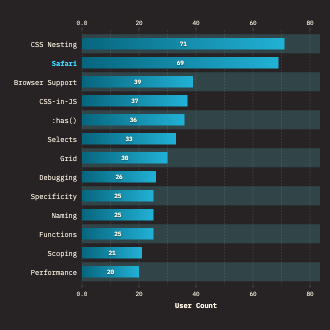 0.0 20 40 60 80
CSS Nesting 71
Safari 69
Browser Support 39
CSS-in-JS 37
:has() 36
Selects 33
Grid 30
Debugging 26
Specificity 25
Naming 25
Functions 25
Scoping 21
Performance 20
0.0 20 40 60 80
User Count